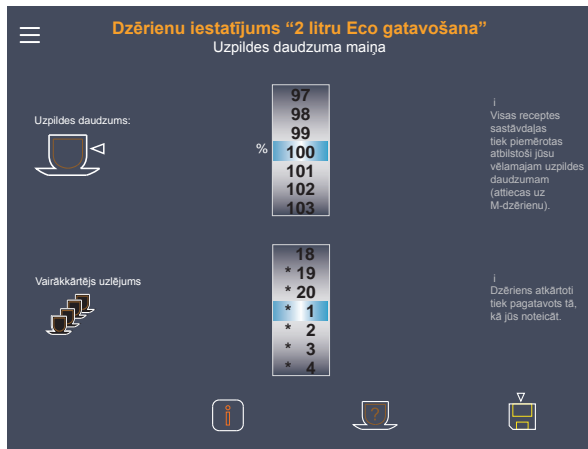 Dzērienu iestatījums “2 litru Eco gatavošana”
Uzpildes daudzuma maiņa
Uzpildes daudzums:
%
97
98
99
100
101
102
103
i
Visas receptes
sastāvdaļas
tiek piemērotas
atbilstoši jūsu
vēlamajam uzpildes
daudzumam
(attiecas uz
M-dzērienu).
Vairākkārtējs uzlējums
18
* 19
* 20
* 1
* 2
* 3
* 4
i
Dzēriens atkārtoti
tiek pagatavots tā,
kā jūs noteicāt.
i
?